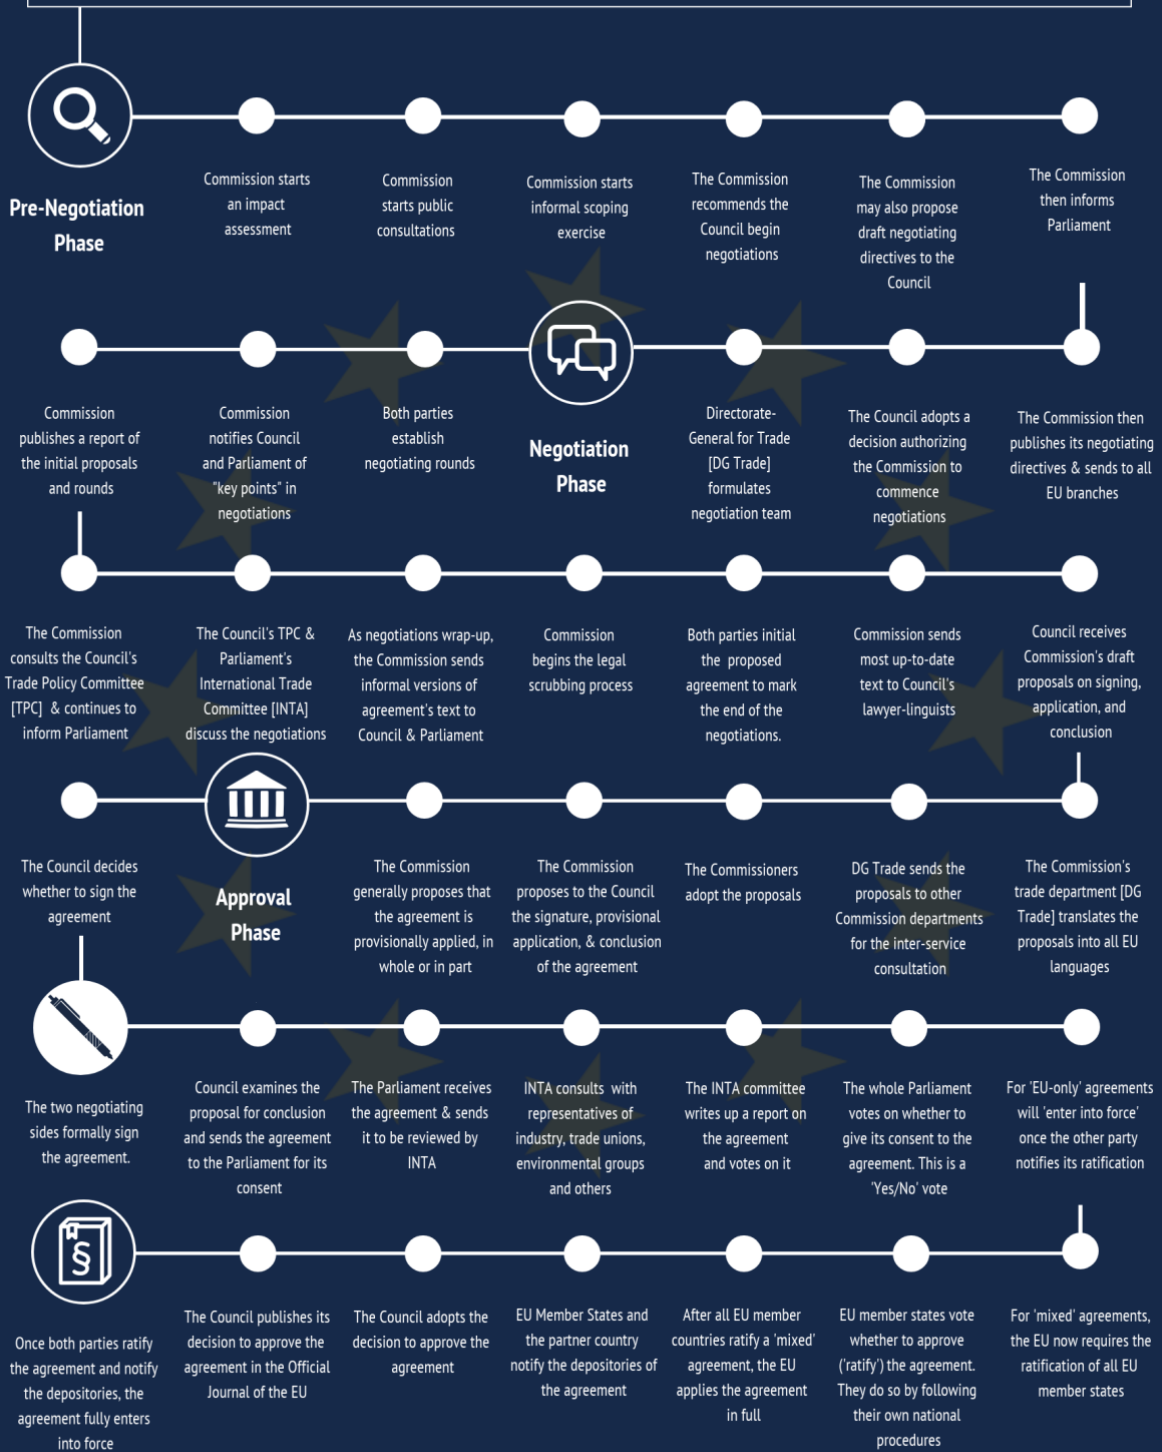 Pre-Negotiation
Phase
Commission starts
an impact
assessment
Commission
starts public
consultations
Commission starts
informal scoping
exercise
The Commission
recommends the
Council begin
negotiations
The Commission
may also propose
draft negotiating
directives to the
Council
The Commission
then informs
Parliament
Commission
publishes a report of
the initial proposals
and rounds
Commission
notifies Council
and Parliament of
"key points" in
negotiations
Both parties
establish
negotiating rounds
Negotiation
Phase
Directorate-
General for Trade
[DG Trade]
formulates
negotiation team
The Council adopts a
decision authorizing
the Commission to
commence
negotiations
The Commission then
publishes its negotiating
directives & sends to all
EU branches
The Commission
consults the Council's
Trade Policy Committee
[TPC] & continues to
inform Parliament
The Council's TPC &
Parliament's
International Trade
Committee [INTA]
discuss the negotiations
As negotiations wrap-up,
the Commission sends
informal versions of
agreement's text to
Council & Parliament
Commission
begins the legal
scrubbing process
Both parties initial
the proposed
agreement to mark
the end of the
negotiations.
Commission sends
most up-to-date
text to Council's
lawyer-linguists
Council receives
Commission's draft
proposals on signing,
application, and
conclusion
The Council decides
whether to sign the
agreement
Approval
Phase
The Commission
generally proposes that
the agreement is
provisionally applied, in
whole or in part
The Commission
proposes to the Council
the signature, provisional
application, & conclusion
of the agreement
The Commissioners
adopt the proposals
DG Trade sends the
proposals to other
Commission departments
for the inter-service
consultation
The Commission's
trade department [DG
Trade] translates the
proposals into all EU
languages
The two negotiating
sides formally sign
the agreement.
Council examines the
proposal for conclusion
and sends the agreement
to the Parliament for its
consent
The Parliament receives
the agreement & sends
it to be reviewed by
INTA
INTA consults with
representatives of
industry, trade unions,
environmental groups
and others
The INTA committee
writes up a report on
the agreement
and votes on it
The whole Parliament
votes on whether to
give its consent to the
agreement. This is a
'Yes/No' vote
For 'EU-only' agreements
will 'enter into force'
once the other party
notifies its ratification
§
Once both parties ratify
the agreement and notify
the depositories, the
agreement fully enters
into force
The Council publishes its
decision to approve the
agreement in the Official
Journal of the EU
The Council adopts the
decision to approve the
agreement
EU Member States and
the partner country
notify the depositories of
the agreement
After all EU member
countries ratify a 'mixed'
agreement, the EU
applies the agreement
in full
EU member states vote
whether to approve
('ratify') the agreement.
They do so by following
their own national
procedures
For 'mixed' agreements,
the EU now requires the
ratification of all EU
member states